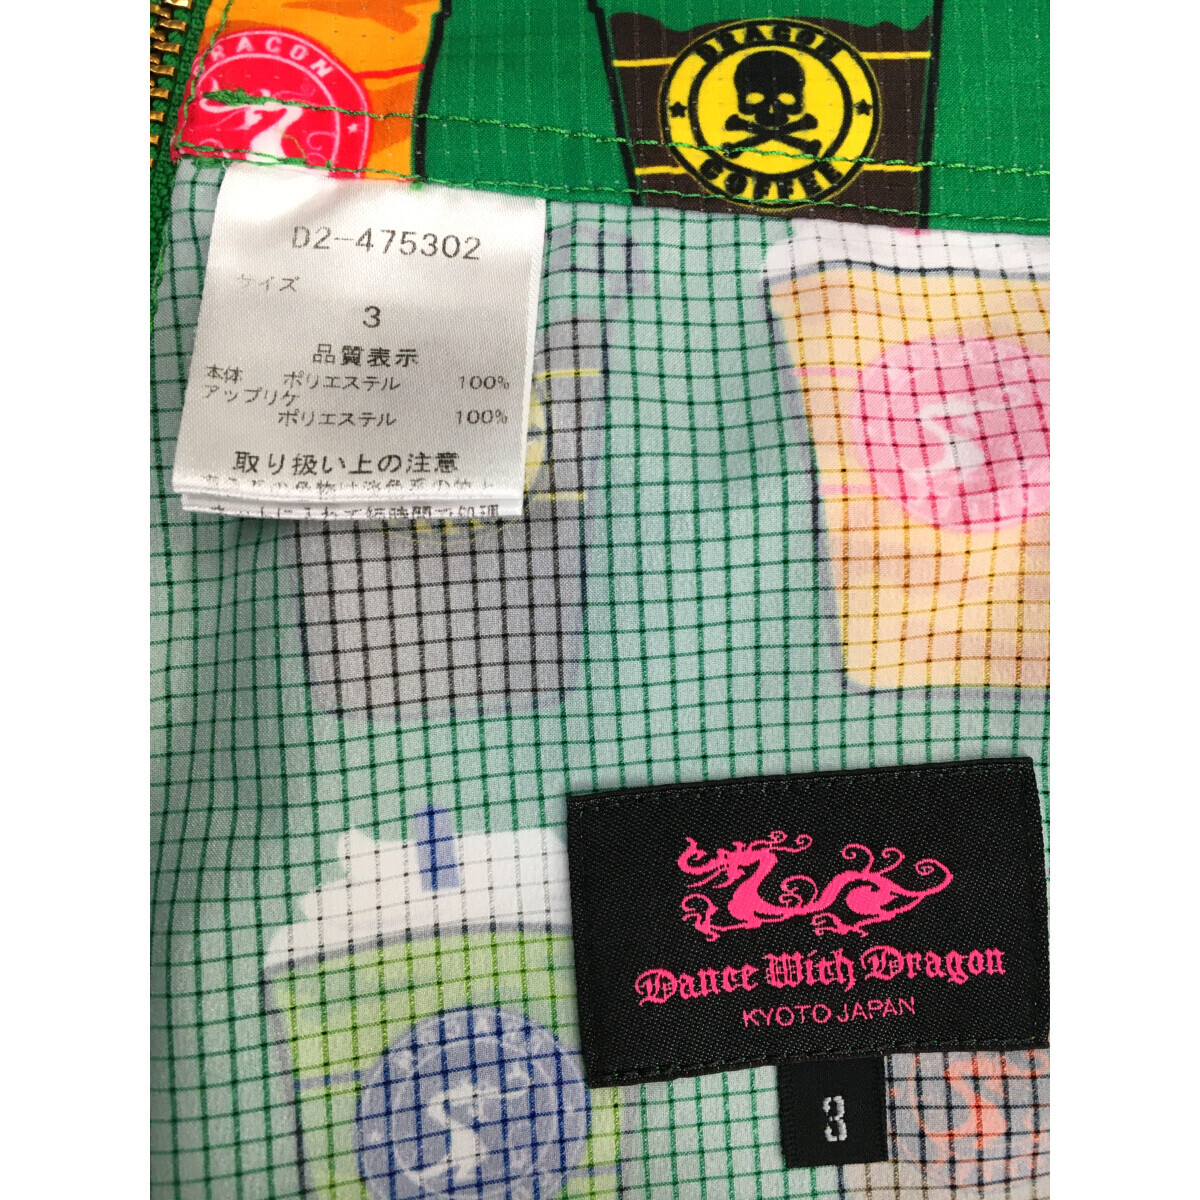 DRAGON
COFFEE
RAGON
D2-475302
サイズ
3
品質表示
本体 ポリエステル 100%
アップリケ
ポリエステル 100%
取り扱い上の注意
Dance With Dragon
KYOTO JAPAN
3